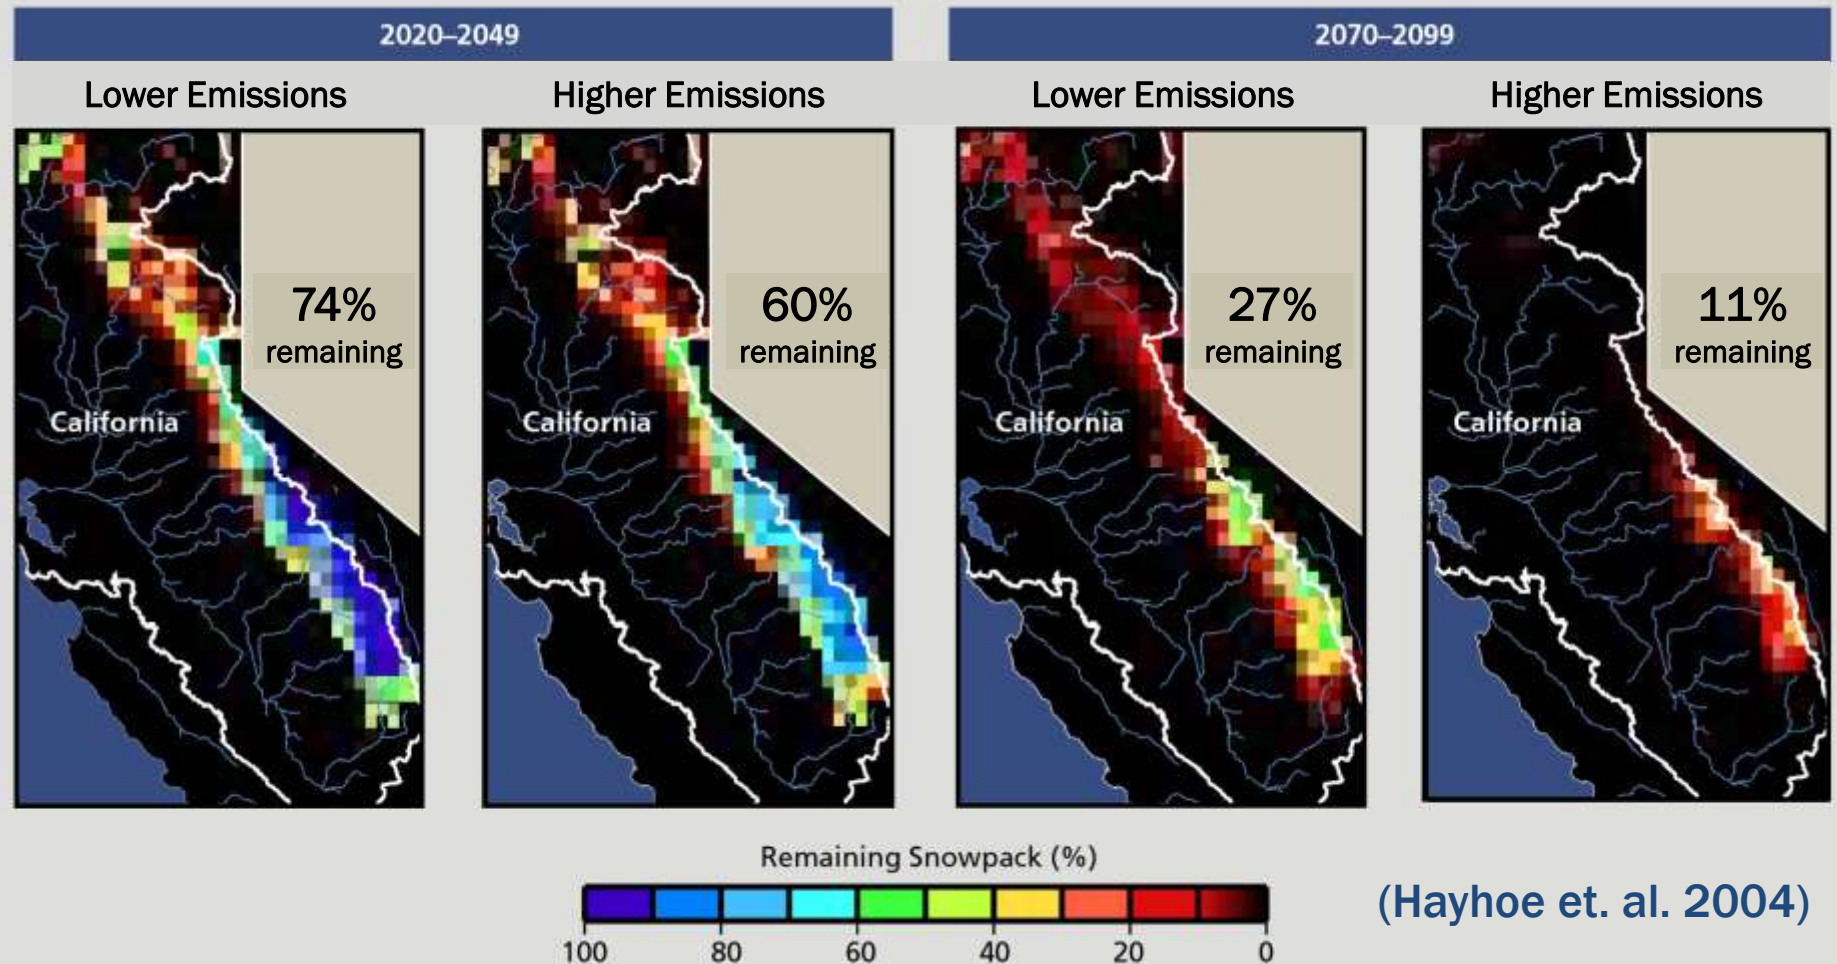 2020–2049
2070–2099
Lower Emissions
Higher Emissions
Lower Emissions
Higher Emissions
74%
remaining
60%
remaining
27%
remaining
11%
remaining
California
California
California
California
Remaining Snowpack (%)
100
80
60
40
20
0
(Hayhoe et. al. 2004)